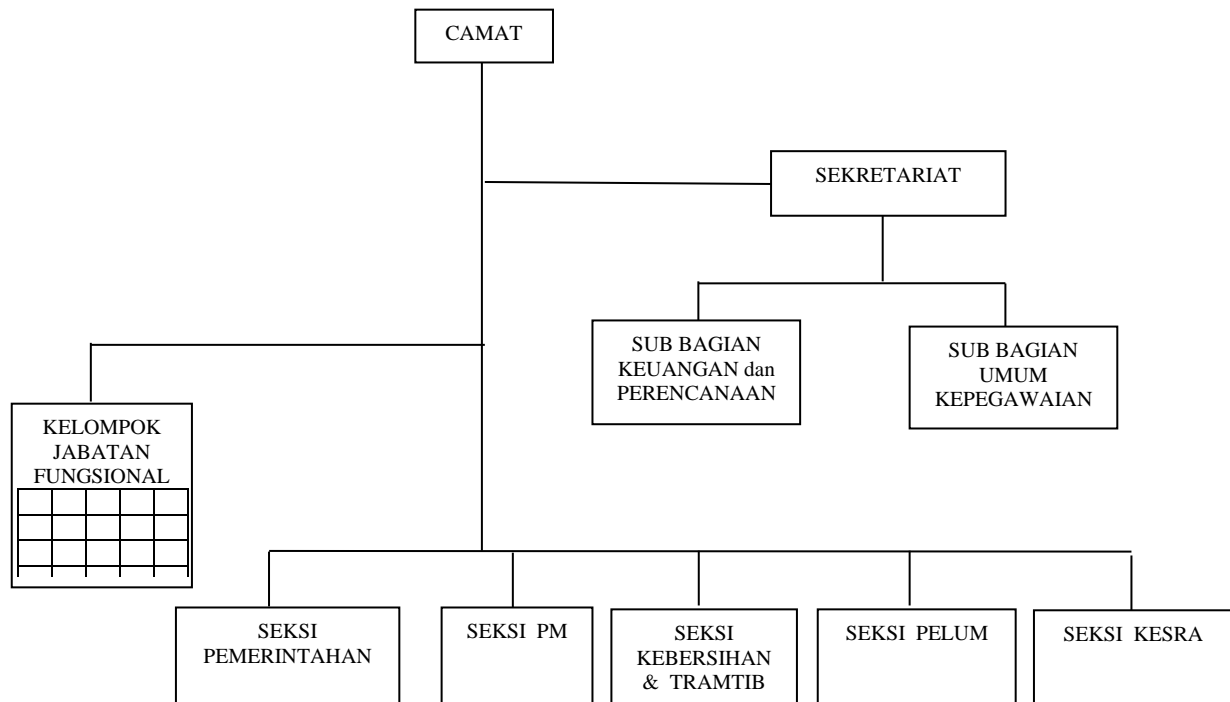 CAMAT
SEKRETARIAT
SUB BAGIAN
KEUANGAN dan
PERENCANAAN
SUB BAGIAN
UMUM
KEPEGAWAIAN
KELOMPOK
JABATAN
FUNGSIONAL
SEKSI
PEMERINTAHAN
SEKSI PM
SEKSI
KEBERSIHAN
& TRAMTIB
SEKSI PELUM
SEKSI KESRA